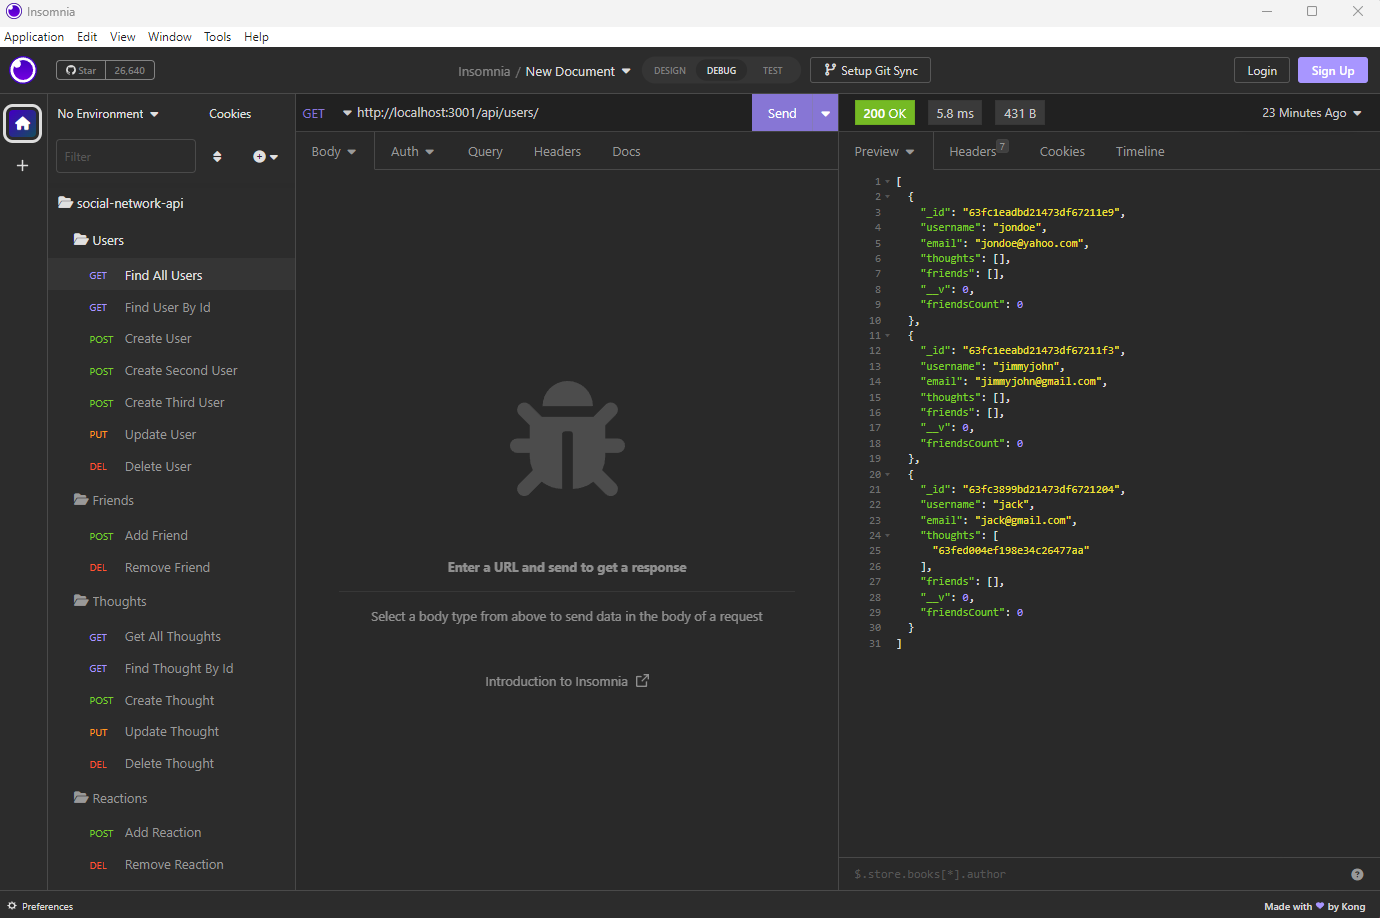 Insomnia
Application Edit View Window Tools Help
Star 26,640
Insomnia / New Document
DESIGN DEBUG TEST
Setup Git Sync
Login Sign Up
No Environment Cookies
Filter
social-network-api
Users
GET Find All Users
GET Find User By Id
POST Create User
POST Create Second User
POST Create Third User
PUT Update User
DEL Delete User
Friends
POST Add Friend
DEL Remove Friend
Thoughts
GET Get All Thoughts
GET Find Thought By Id
POST Create Thought
PUT Update Thought
DEL Delete Thought
Reactions
POST Add Reaction
DEL Remove Reaction
GET http://localhost:3001/api/users/ Send
Body Auth Query Headers Docs
Enter a URL and send to get a response
Select a body type from above to send data in the body of a request
Introduction to Insomnia
200 OK 5.8 ms 431 B 23 Minutes Ago
Preview Headers 7 Cookies Timeline
1 [
2 {
3 "_id": "63fc1eadbd21473df67211e9",
4 "username": "jondoe",
5 "email": "jondoe@yahoo.com",
6 "thoughts": [],
7 "friends": [],
8 "__v": 0,
9 "friendsCount": 0
10 },
11 {
12 "_id": "63fc1eeabd21473df67211f3",
13 "username": "jimmyjohn",
14 "email": "jimmyjohn@gmail.com",
15 "thoughts": [],
16 "friends": [],
17 "__v": 0,
18 "friendsCount": 0
19 },
20 {
21 "_id": "63fc3899bd21473df6721204",
22 "username": "jack",
23 "email": "jack@gmail.com",
24 "thoughts": [
25 "63fed004ef198e34c26477aa"
26 ],
27 "friends": [],
28 "__v": 0,
29 "friendsCount": 0
30 }
31 ]
$.store.books[*].author ?
Preferences
Made with 💜 by Kong